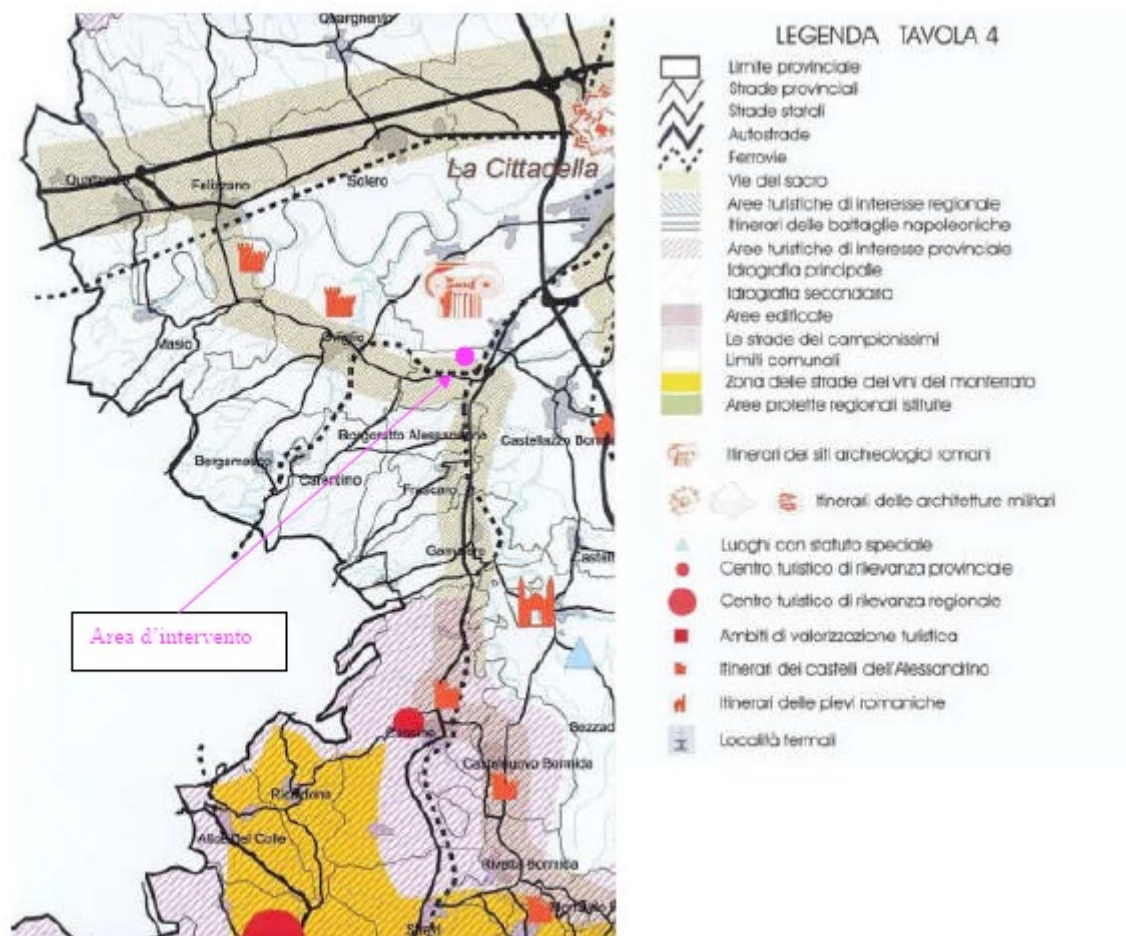 Quargnento
La Cittadella
Solero
Felizzano
Masio
Oviglio
Borgoratto Alessandrino
Castellazzo Bormida
Bergamasco
Carentino
Frascaro
Gamalero
Castell
Area d'intervento
Cassine
Gezzad
Castelnuovo Bormida
Ricaldone
Alice Del Colle
Rivalta Bormida
Strevi
LEGENDA TAVOLA 4
Limite provinciale
Strade provinciali
Strade statali
Autostrade
Ferrovie
Vie del sacro
Aree turistiche di interesse regionale
Itinerari delle battaglie napoleoniche
Aree turistiche di interesse provinciale
Idrografia principale
Idrografia secondaria
Aree edificate
Le strade dei campionissimi
Limiti comunali
Zona delle strade dei vini del monferrato
Aree protette regionali istituite
Itinerari dei siti archeologici romani
Itinerari delle architetture militari
Luoghi con statuto speciale
Centro turistico di rilevanza provinciale
Centro turistico di rilevanza regionale
Ambiti di valorizzazione turistica
Itinerari dei castelli dell'Alessandrino
Itinerari delle pievi romaniche
Località termali